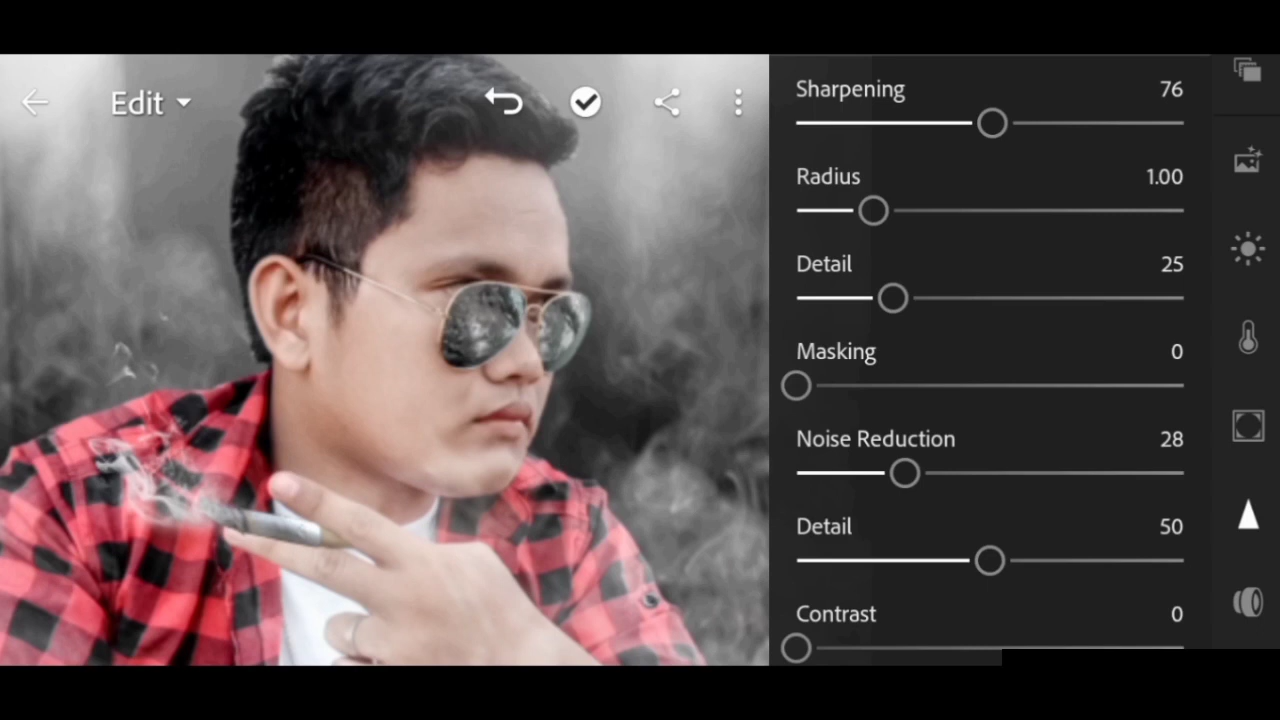 Edit
Sharpening 76
Radius 1.00
Detail 25
Masking 0
Noise Reduction 28
Detail 50
Contrast 0